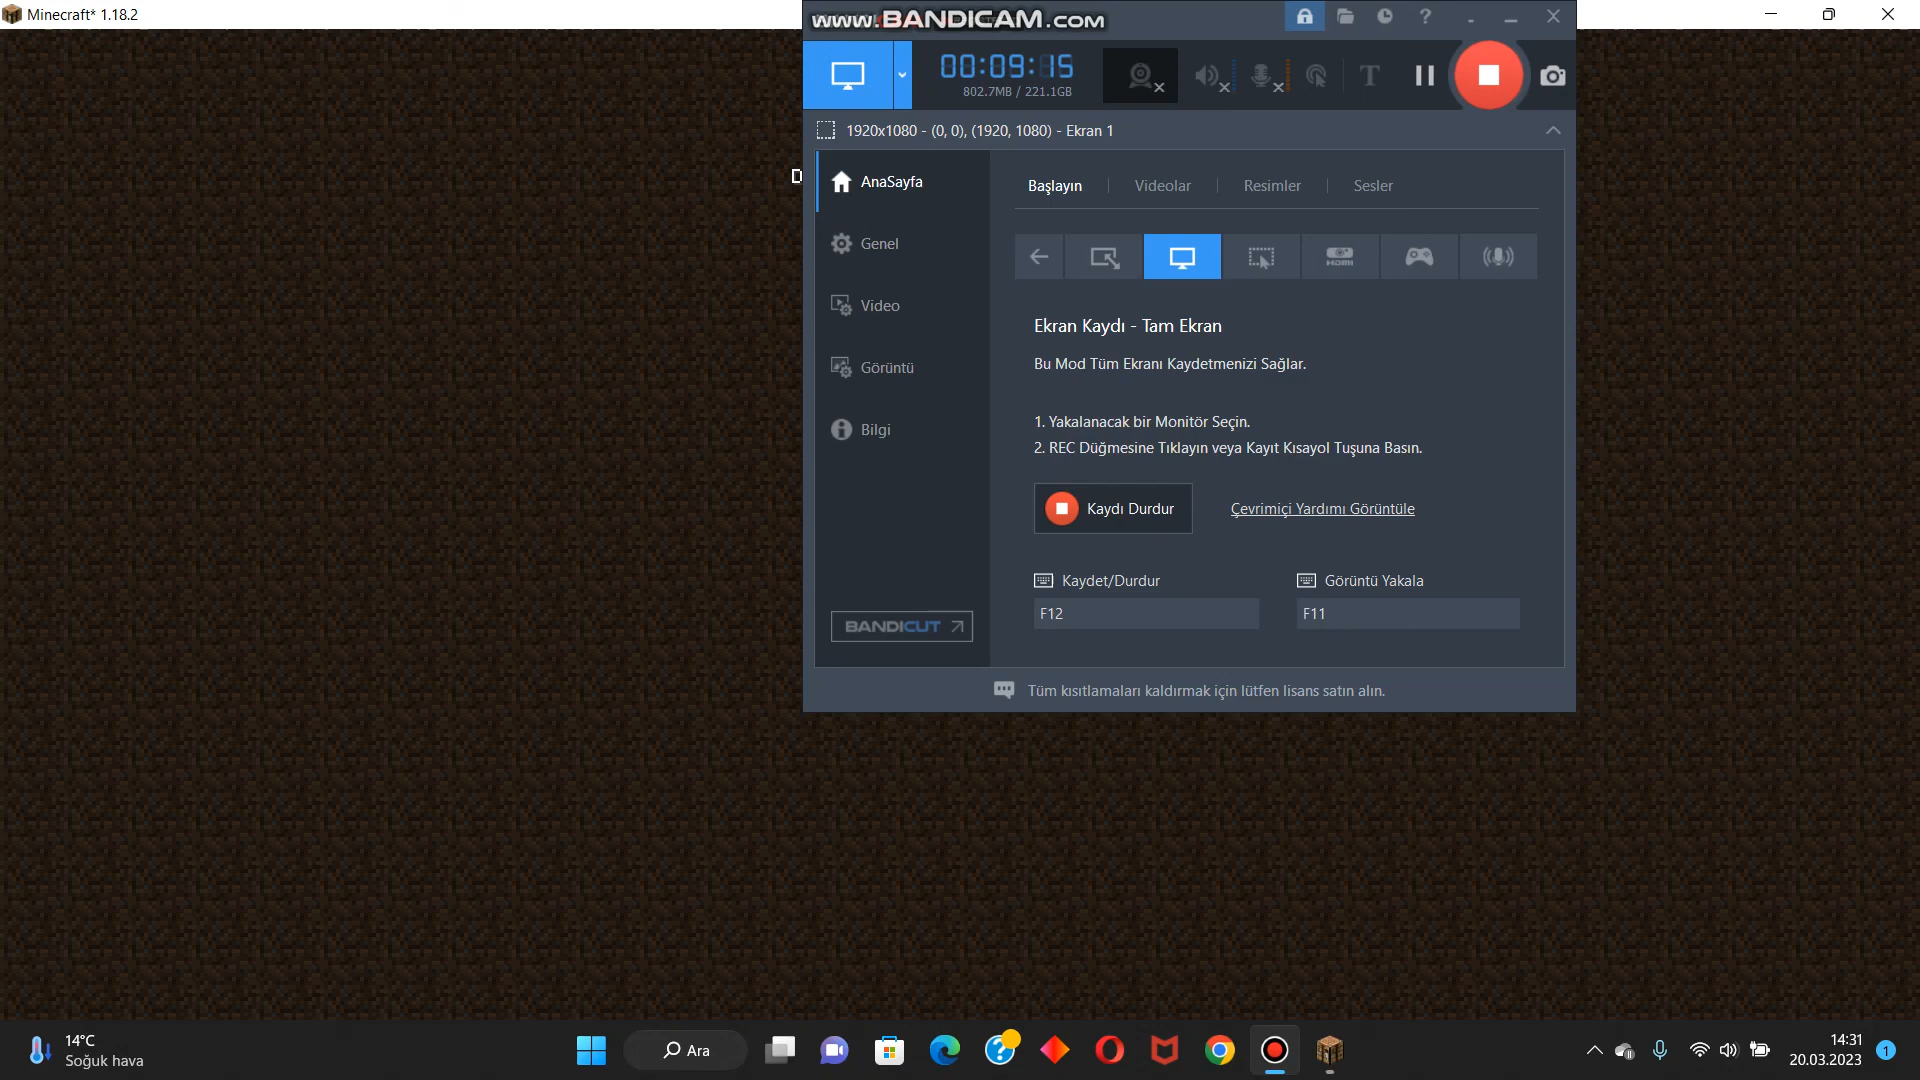 Minecraft* 1.18.2
www.BANDICAM.com
00:09:15
802.7MB / 221.1GB
T
1920x1080 - (0, 0), (1920, 1080) - Ekran 1
D
AnaSayfa
Genel
Video
Görüntü
Bilgi
BANDICUT
Başlayın
Videolar
Resimler
Sesler
HDMI
Ekran Kaydı - Tam Ekran
Bu Mod Tüm Ekranı Kaydetmenizi Sağlar.
1. Yakalanacak bir Monitör Seçin.
2. REC Düğmesine Tıklayın veya Kayıt Kısayol Tuşuna Basın.
Kaydı Durdur
Çevrimiçi Yardımı Görüntüle
Kaydet/Durdur
Görüntü Yakala
F12
F11
Tüm kısıtlamaları kaldırmak için lütfen lisans satın alın.
14°C
Soğuk hava
Ara
14:31
20.03.2023
1